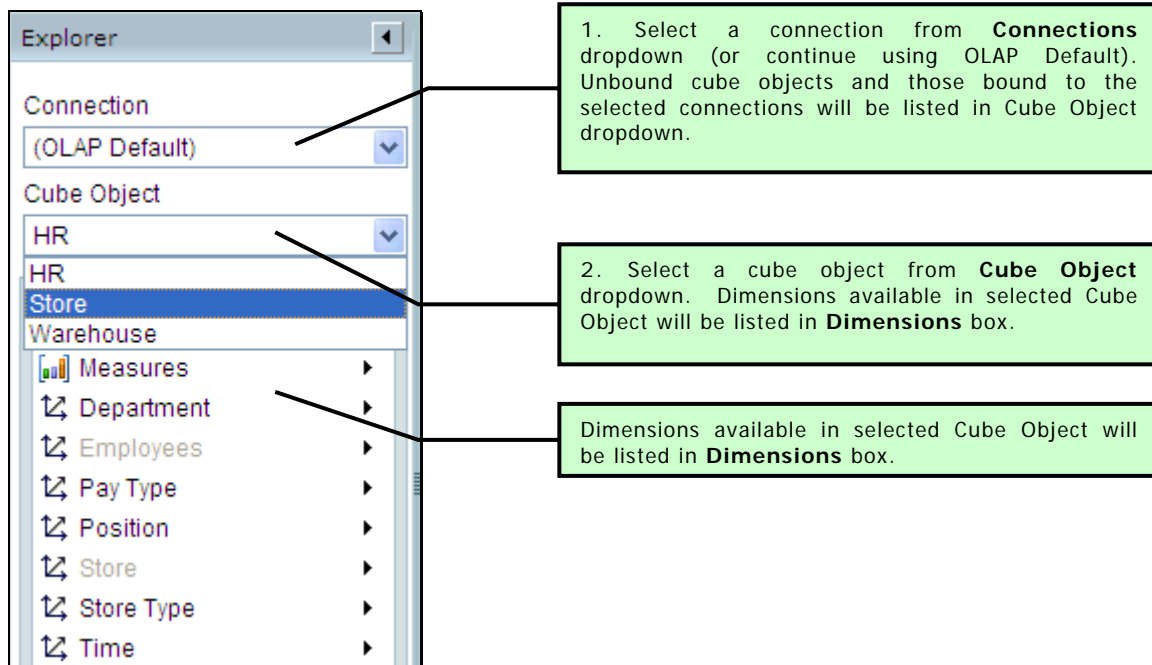 Explorer
Connection
(OLAP Default)
Cube Object
HR
HR
Store
Warehouse
Measures
Department
Employees
Pay Type
Position
Store
Store Type
Time
1. Select a connection from Connections
dropdown (or continue using OLAP Default).
Unbound cube objects and those bound to the
selected connections will be listed in Cube Object
dropdown.
2. Select a cube object from Cube Object
dropdown. Dimensions available in selected Cube
Object will be listed in Dimensions box.
Dimensions available in selected Cube Object will
be listed in Dimensions box.